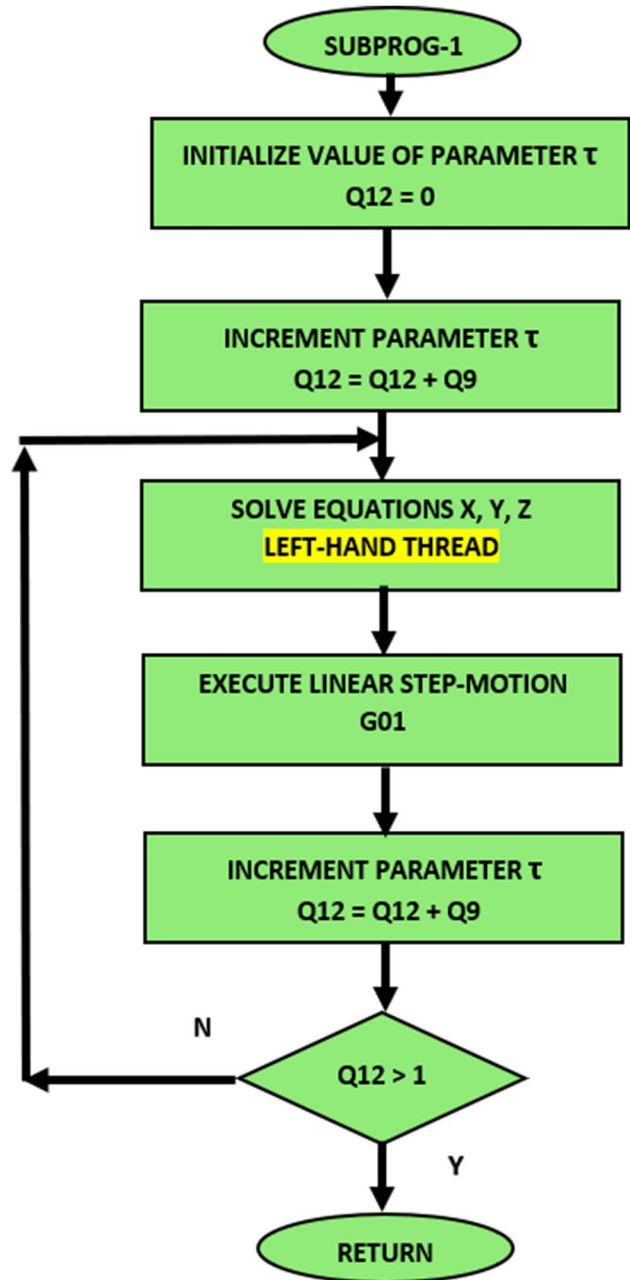 SUBPROG-1
INITIALIZE VALUE OF PARAMETER τ
Q12 = 0
INCREMENT PARAMETER τ
Q12 = Q12 + Q9
SOLVE EQUATIONS X, Y, Z
LEFT-HAND THREAD
EXECUTE LINEAR STEP-MOTION
G01
INCREMENT PARAMETER τ
Q12 = Q12 + Q9
N
Q12 > 1
Y
RETURN